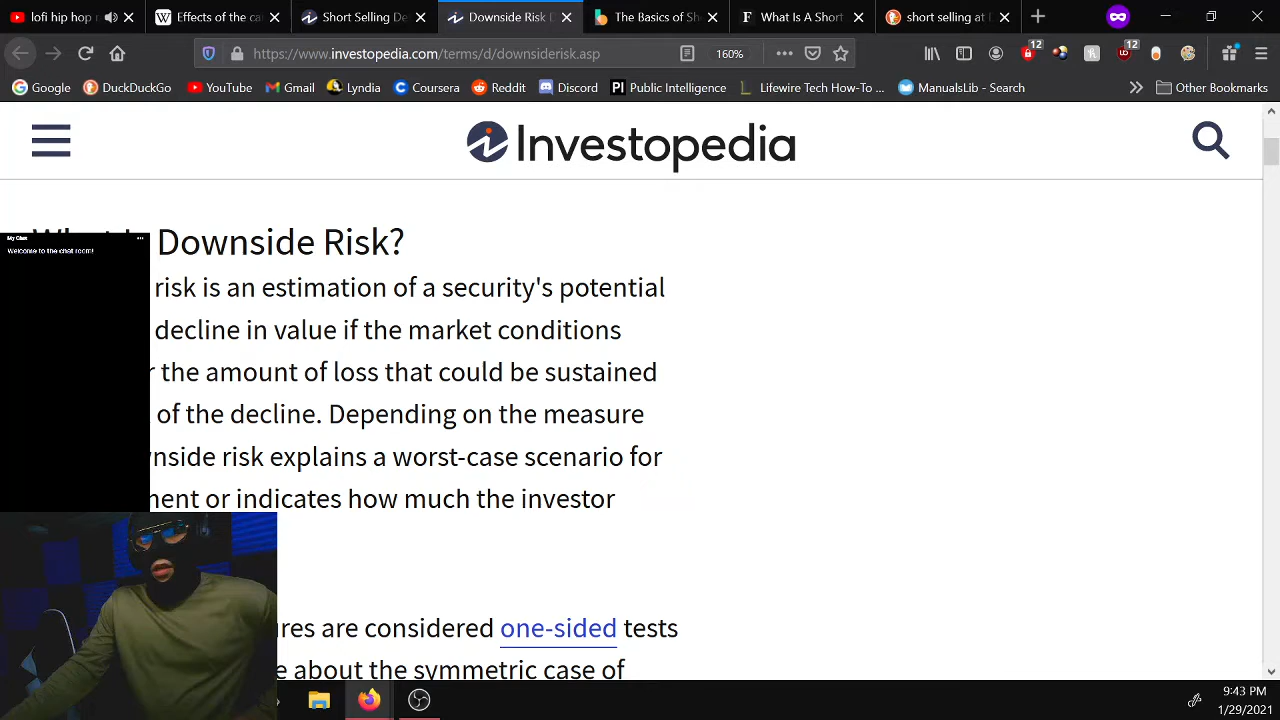 lofi hip hop r
Effects of the ca
Short Selling De
Downside Risk D
The Basics of Sh
What Is A Short
short selling at D
https://www.investopedia.com/terms/d/downsiderisk.asp
160%
12
12
Google
DuckDuckGo
YouTube
Gmail
Lyndia
Coursera
Reddit
Discord
Public Intelligence
Lifewire Tech How-To ...
ManualsLib - Search
Other Bookmarks
Investopedia
Downside Risk?
My Chat
Welcome to the chat room!
risk is an estimation of a security's potential
decline in value if the market conditions
the amount of loss that could be sustained
of the decline. Depending on the measure
nside risk explains a worst-case scenario for
ment or indicates how much the investor
ures are considered one-sided tests
e about the symmetric case of
9:43 PM
1/29/2021